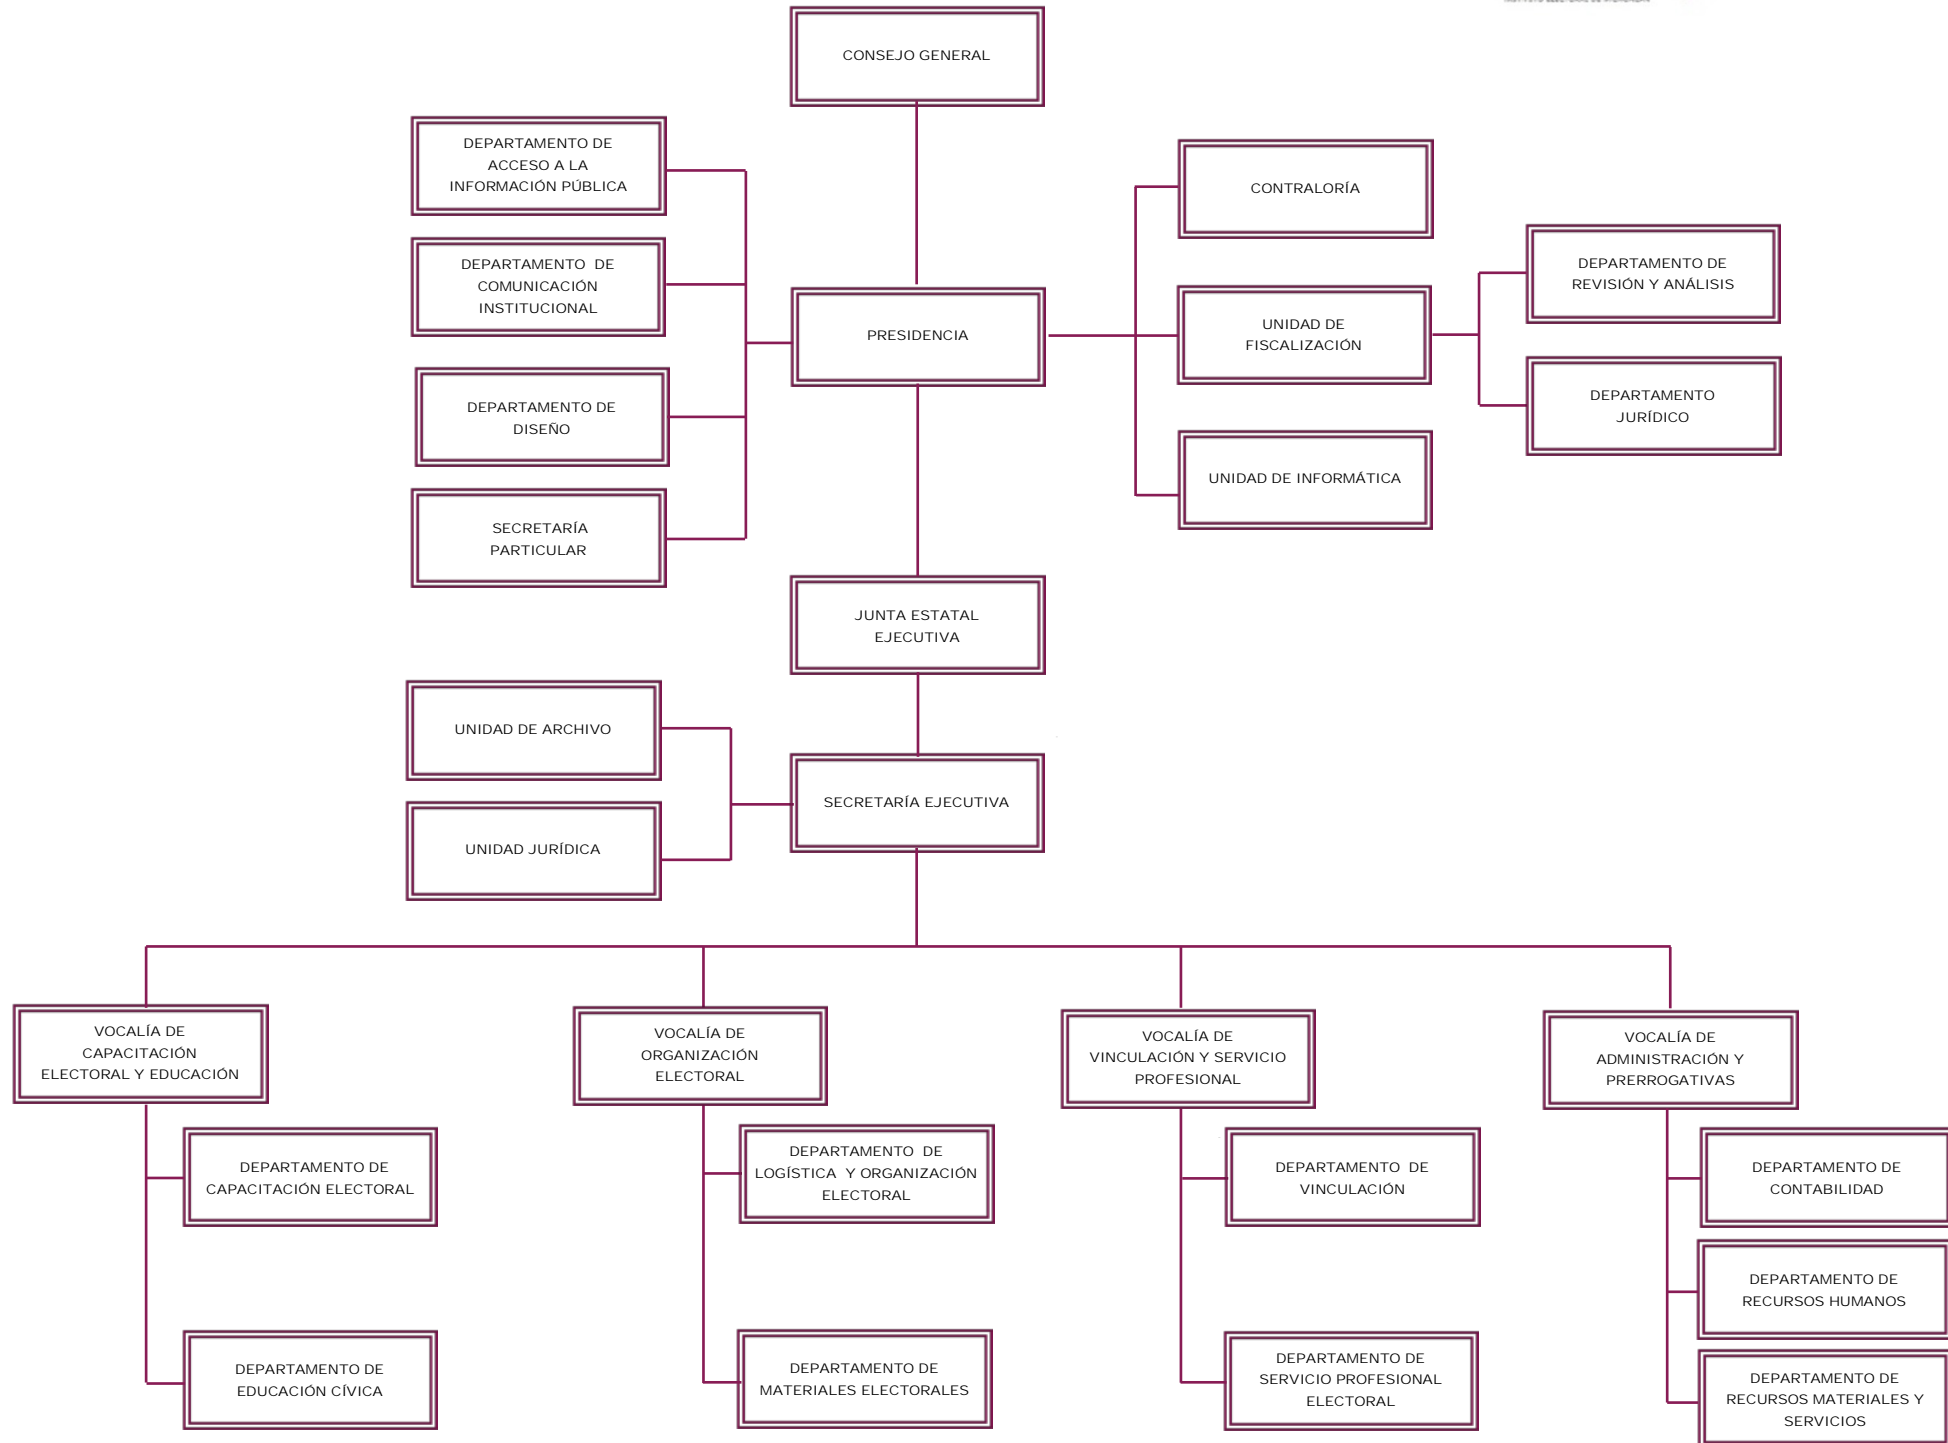 CONSEJO GENERAL
DEPARTAMENTO DE
ACCESO A LA
INFORMACIÓN PÚBLICA
CONTRALORÍA
DEPARTAMENTO DE
COMUNICACIÓN
INSTITUCIONAL
DEPARTAMENTO DE
REVISIÓN Y ANÁLISIS
PRESIDENCIA
UNIDAD DE
FISCALIZACIÓN
DEPARTAMENTO DE
DISEÑO
DEPARTAMENTO
JURÍDICO
UNIDAD DE INFORMÁTICA
SECRETARÍA
PARTICULAR
JUNTA ESTATAL
EJECUTIVA
UNIDAD DE ARCHIVO
SECRETARÍA EJECUTIVA
UNIDAD JURÍDICA
VOCALÍA DE
CAPACITACIÓN
ELECTORAL Y EDUCACIÓN
VOCALÍA DE
ORGANIZACIÓN
ELECTORAL
VOCALÍA DE
VINCULACIÓN Y SERVICIO
PROFESIONAL
VOCALÍA DE
ADMINISTRACIÓN Y
PRERROGATIVAS
DEPARTAMENTO DE
CAPACITACIÓN ELECTORAL
DEPARTAMENTO DE
LOGÍSTICA Y ORGANIZACIÓN
ELECTORAL
DEPARTAMENTO DE
VINCULACIÓN
DEPARTAMENTO DE
CONTABILIDAD
DEPARTAMENTO DE
RECURSOS HUMANOS
DEPARTAMENTO DE
EDUCACIÓN CÍVICA
DEPARTAMENTO DE
MATERIALES ELECTORALES
DEPARTAMENTO DE
SERVICIO PROFESIONAL
ELECTORAL
DEPARTAMENTO DE
RECURSOS MATERIALES Y
SERVICIOS